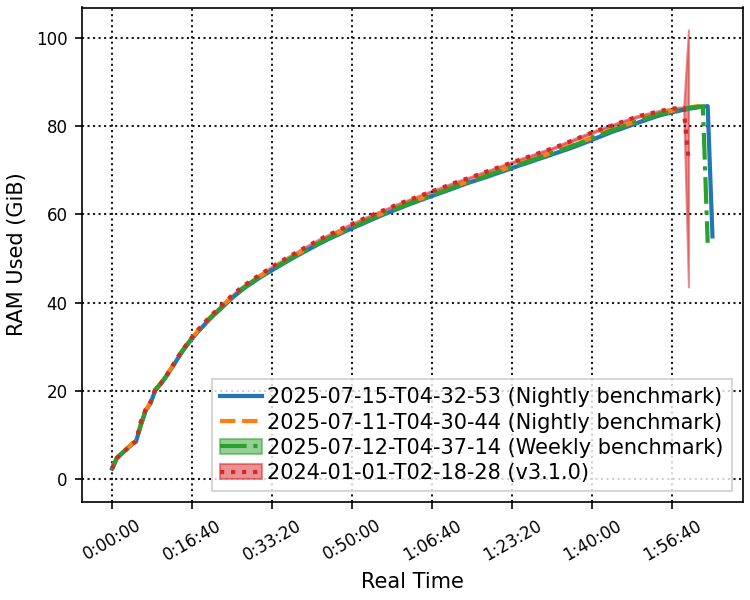 100
80
60
40
20
0
RAM Used (GiB)
2025-07-15-T04-32-53 (Nightly benchmark)
2025-07-11-T04-30-44 (Nightly benchmark)
2025-07-12-T04-37-14 (Weekly benchmark)
2024-01-01-T02-18-28 (v3.1.0)
0:00:00
0:16:40
0:33:20
0:50:00
1:06:40
1:23:20
1:40:00
1:56:40
Real Time